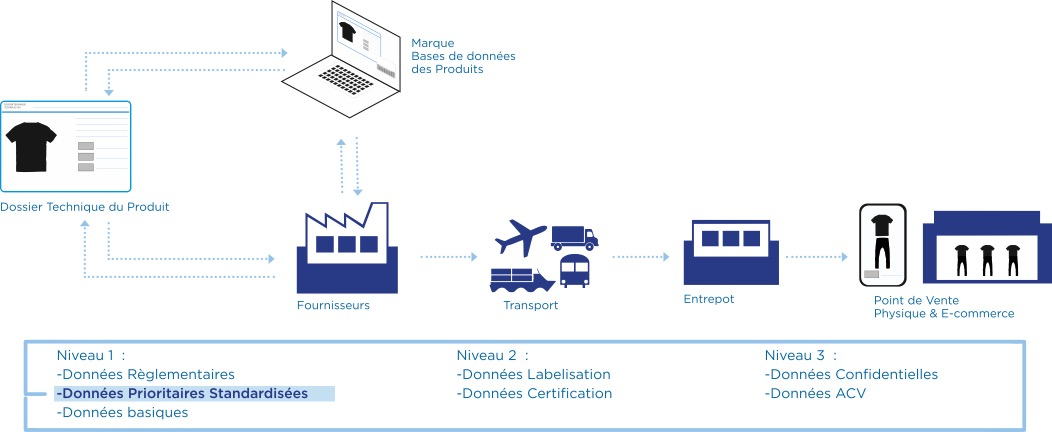 Marque
Bases de données
des Produits
Dossier Technique du Produit
Fournisseurs
Transport
Entrepot
Point de Vente
Physique & E-commerce
Niveau 1 :
-Données Règlementaires
-Données Prioritaires Standardisées
-Données basiques
Niveau 2 :
-Données Labelisation
-Données Certification
Niveau 3 :
-Données Confidentielles
-Données ACV